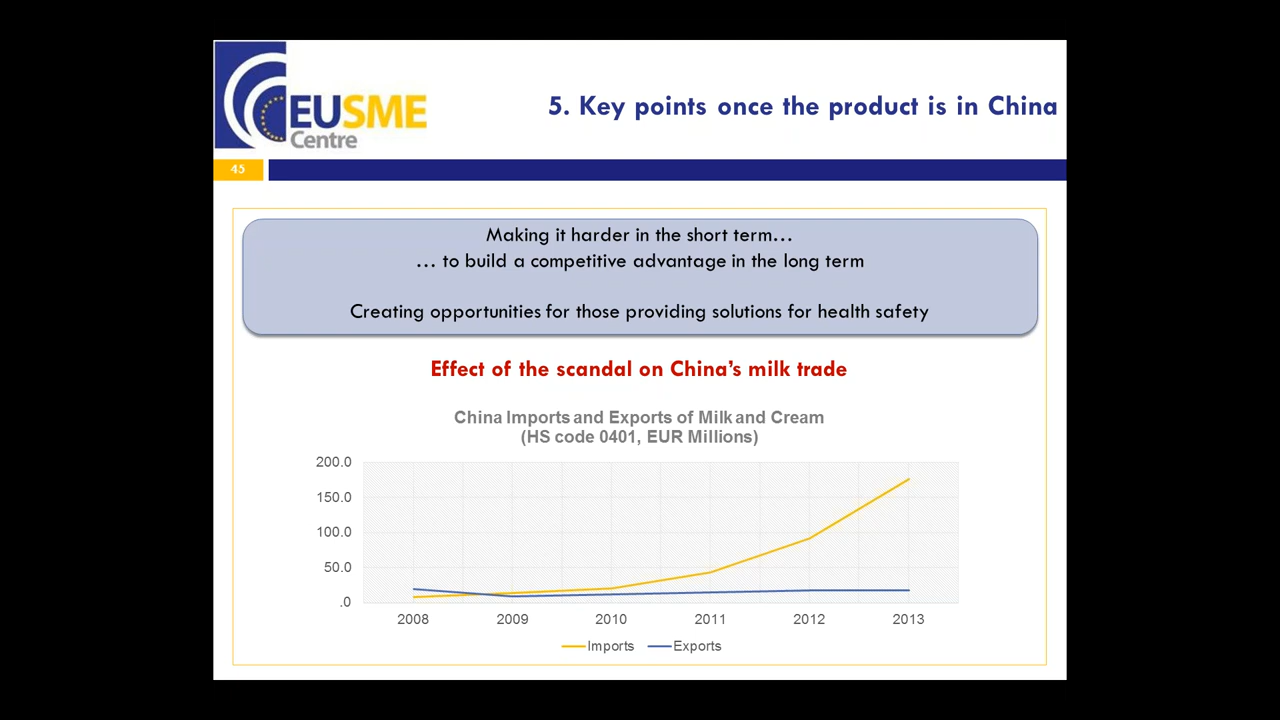 EUSME
Centre
5. Key points once the product is in China
45
Making it harder in the short term…
… to build a competitive advantage in the long term
Creating opportunities for those providing solutions for health safety
Effect of the scandal on China’s milk trade
China Imports and Exports of Milk and Cream
(HS code 0401, EUR Millions)
200.0
150.0
100.0
50.0
.0
2008 2009 2010 2011 2012 2013
Imports Exports